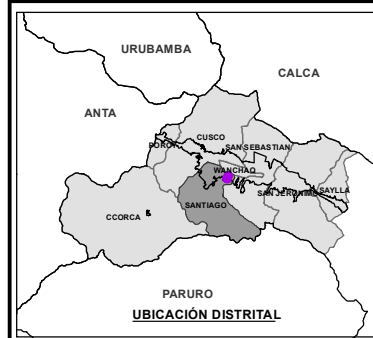 URUBAMBA
CALCA
ANTA
CUSCO
POROY
SAN SEBASTIAN
WANCHAQ
SAN JERONIMO
SAYLLA
SANTIAGO
CCORCA
PARURO
UBICACIÓN DISTRITAL